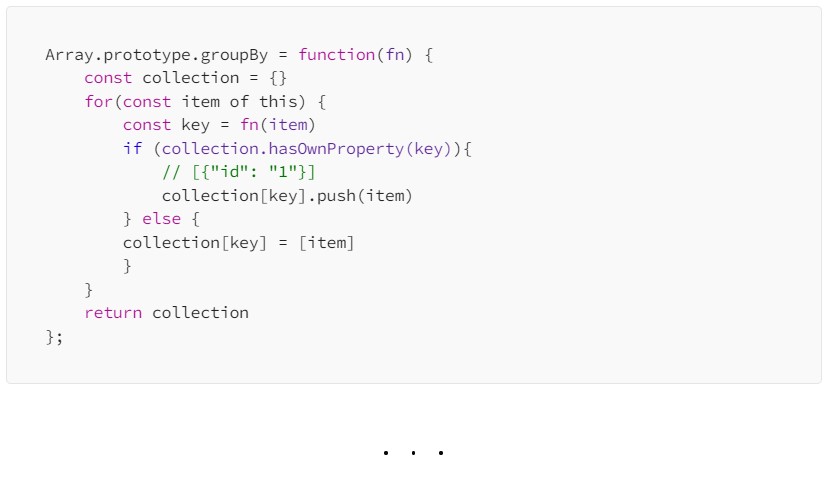 Array.prototype.groupBy = function(fn) {
    const collection = {}
    for(const item of this) {
        const key = fn(item)
        if (collection.hasOwnProperty(key)){
            // [{"id": "1"}]
            collection[key].push(item)
        } else {
        collection[key] = [item]
        }
    }
    return collection
};
. . .